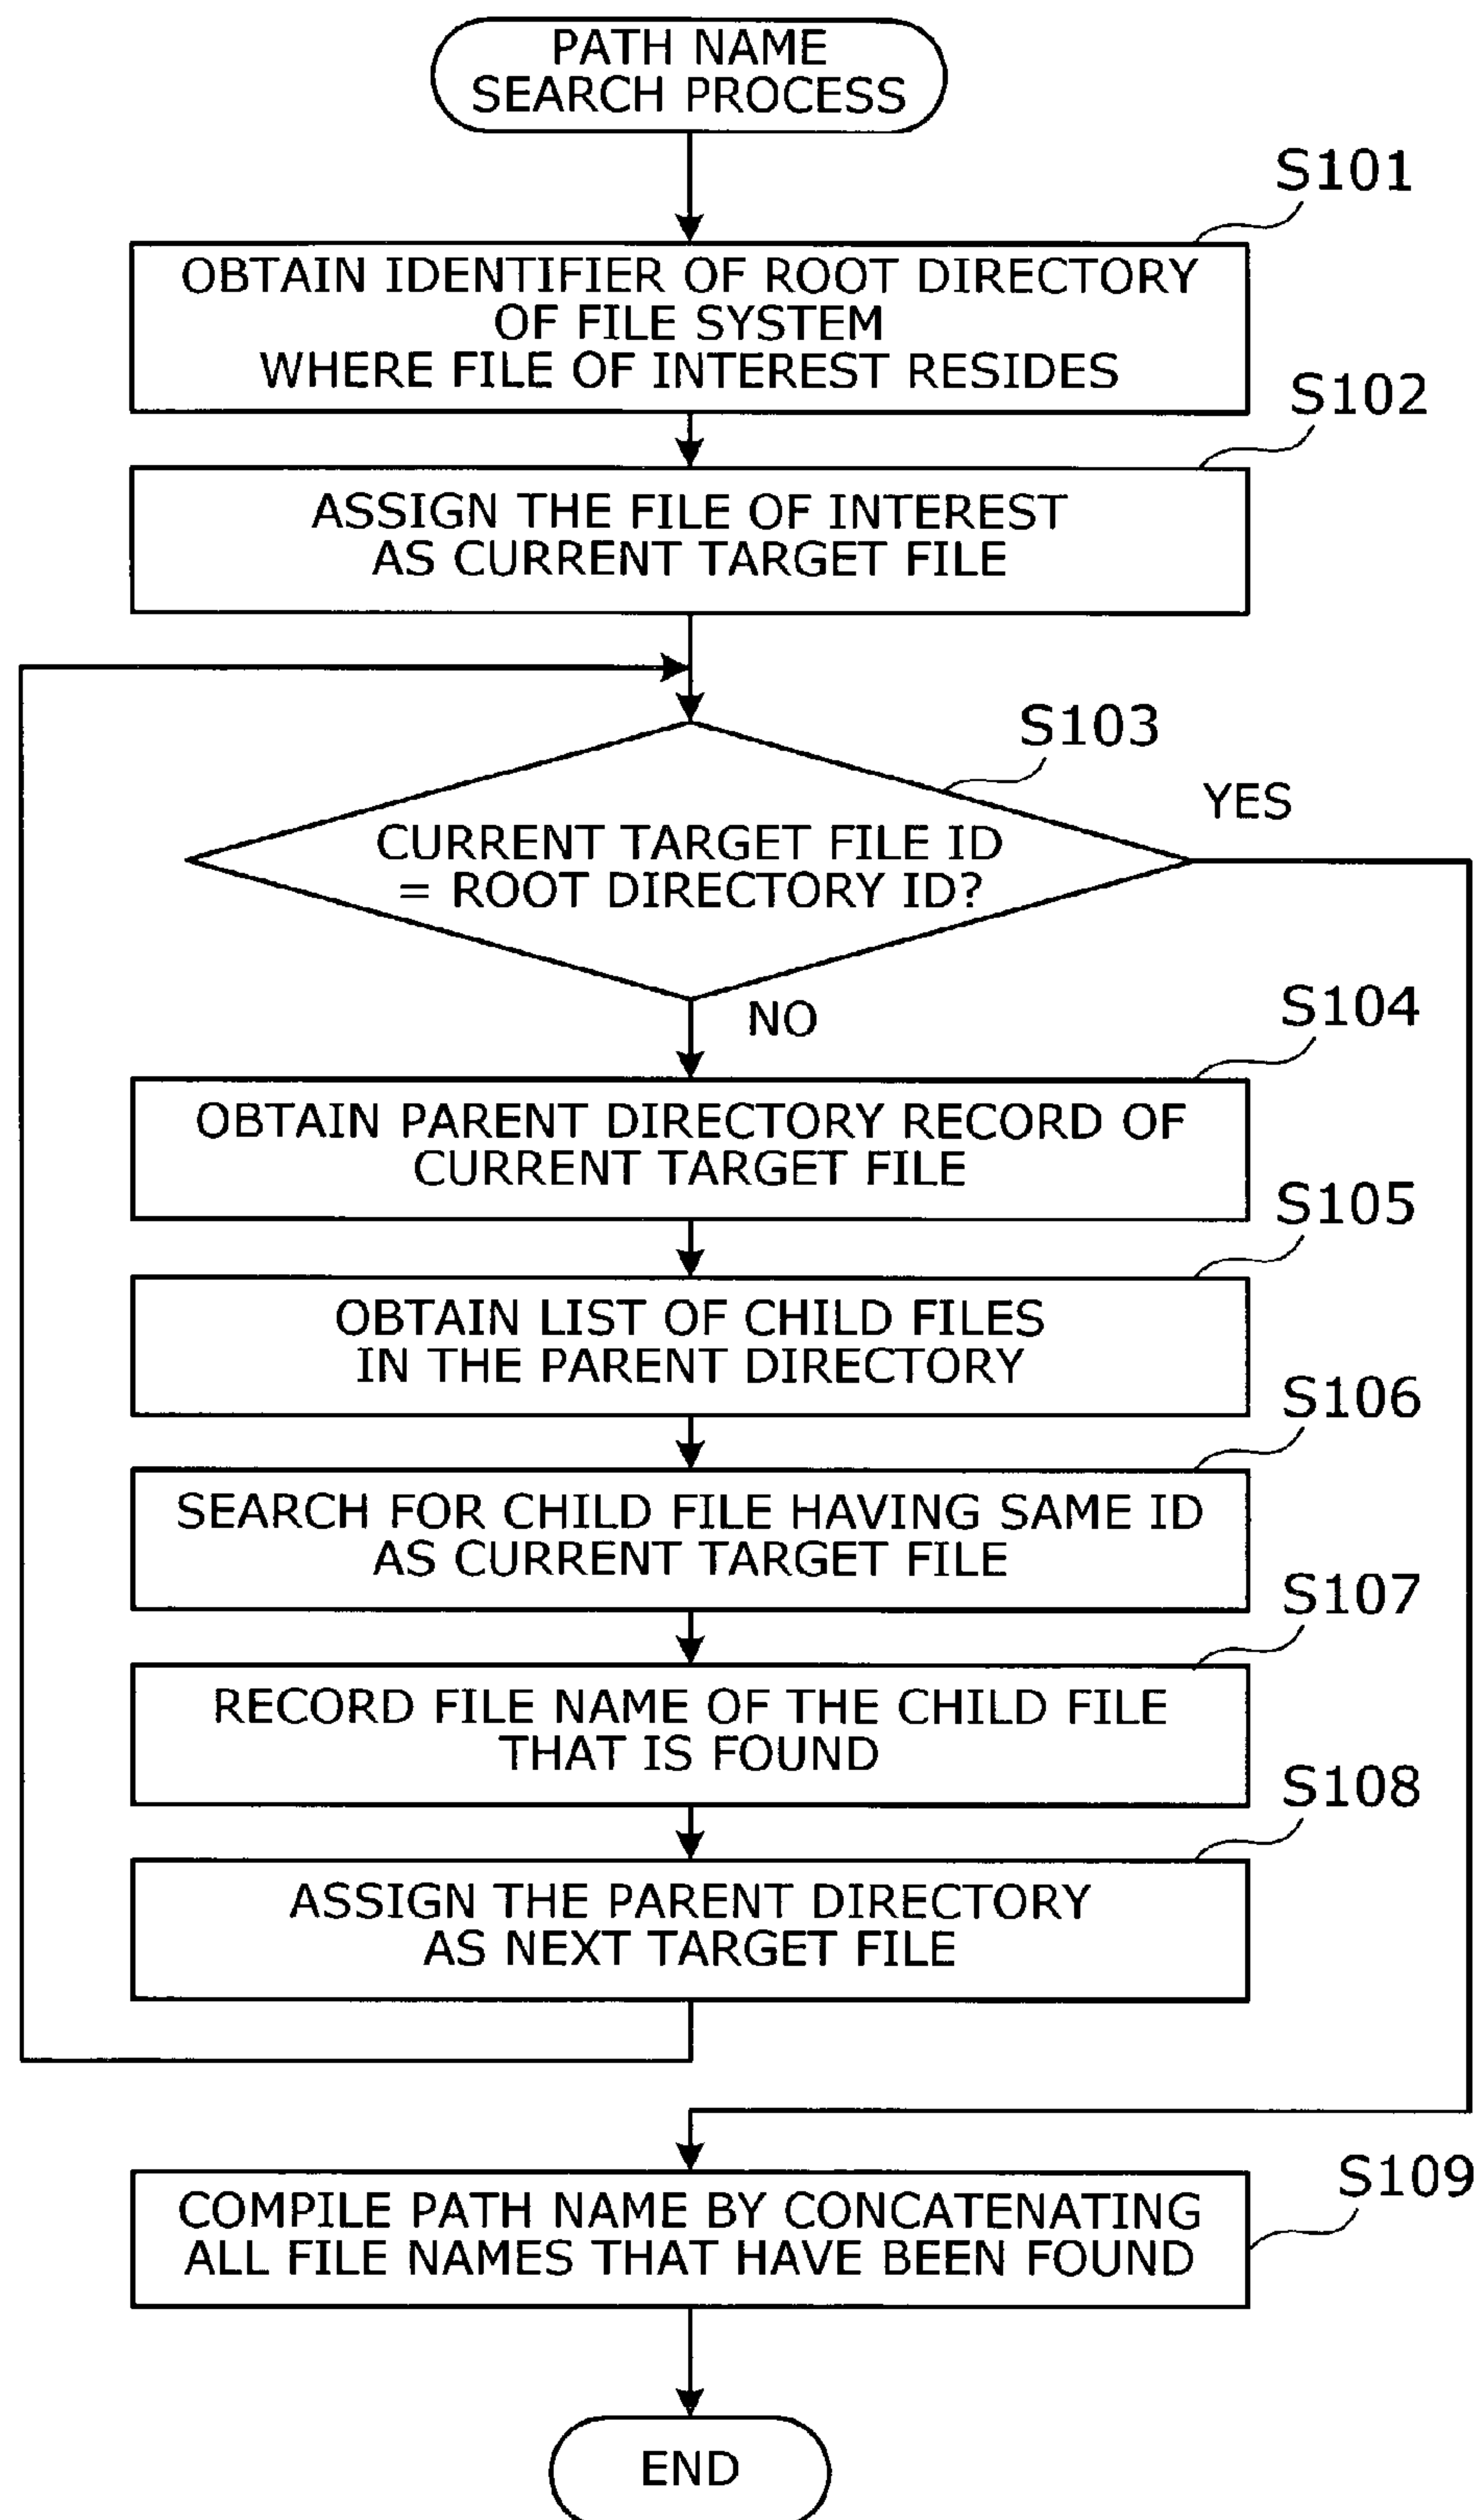 PATH NAME
SEARCH PROCESS
S101
OBTAIN IDENTIFIER OF ROOT DIRECTORY
OF FILE SYSTEM
WHERE FILE OF INTEREST RESIDES
S102
ASSIGN THE FILE OF INTEREST
AS CURRENT TARGET FILE
S103
YES
CURRENT TARGET FILE ID
= ROOT DIRECTORY ID?
NO
S104
OBTAIN PARENT DIRECTORY RECORD OF
CURRENT TARGET FILE
S105
OBTAIN LIST OF CHILD FILES
IN THE PARENT DIRECTORY
S106
SEARCH FOR CHILD FILE HAVING SAME ID
AS CURRENT TARGET FILE
S107
RECORD FILE NAME OF THE CHILD FILE
THAT IS FOUND
S108
ASSIGN THE PARENT DIRECTORY
AS NEXT TARGET FILE
S109
COMPILE PATH NAME BY CONCATENATING
ALL FILE NAMES THAT HAVE BEEN FOUND
END